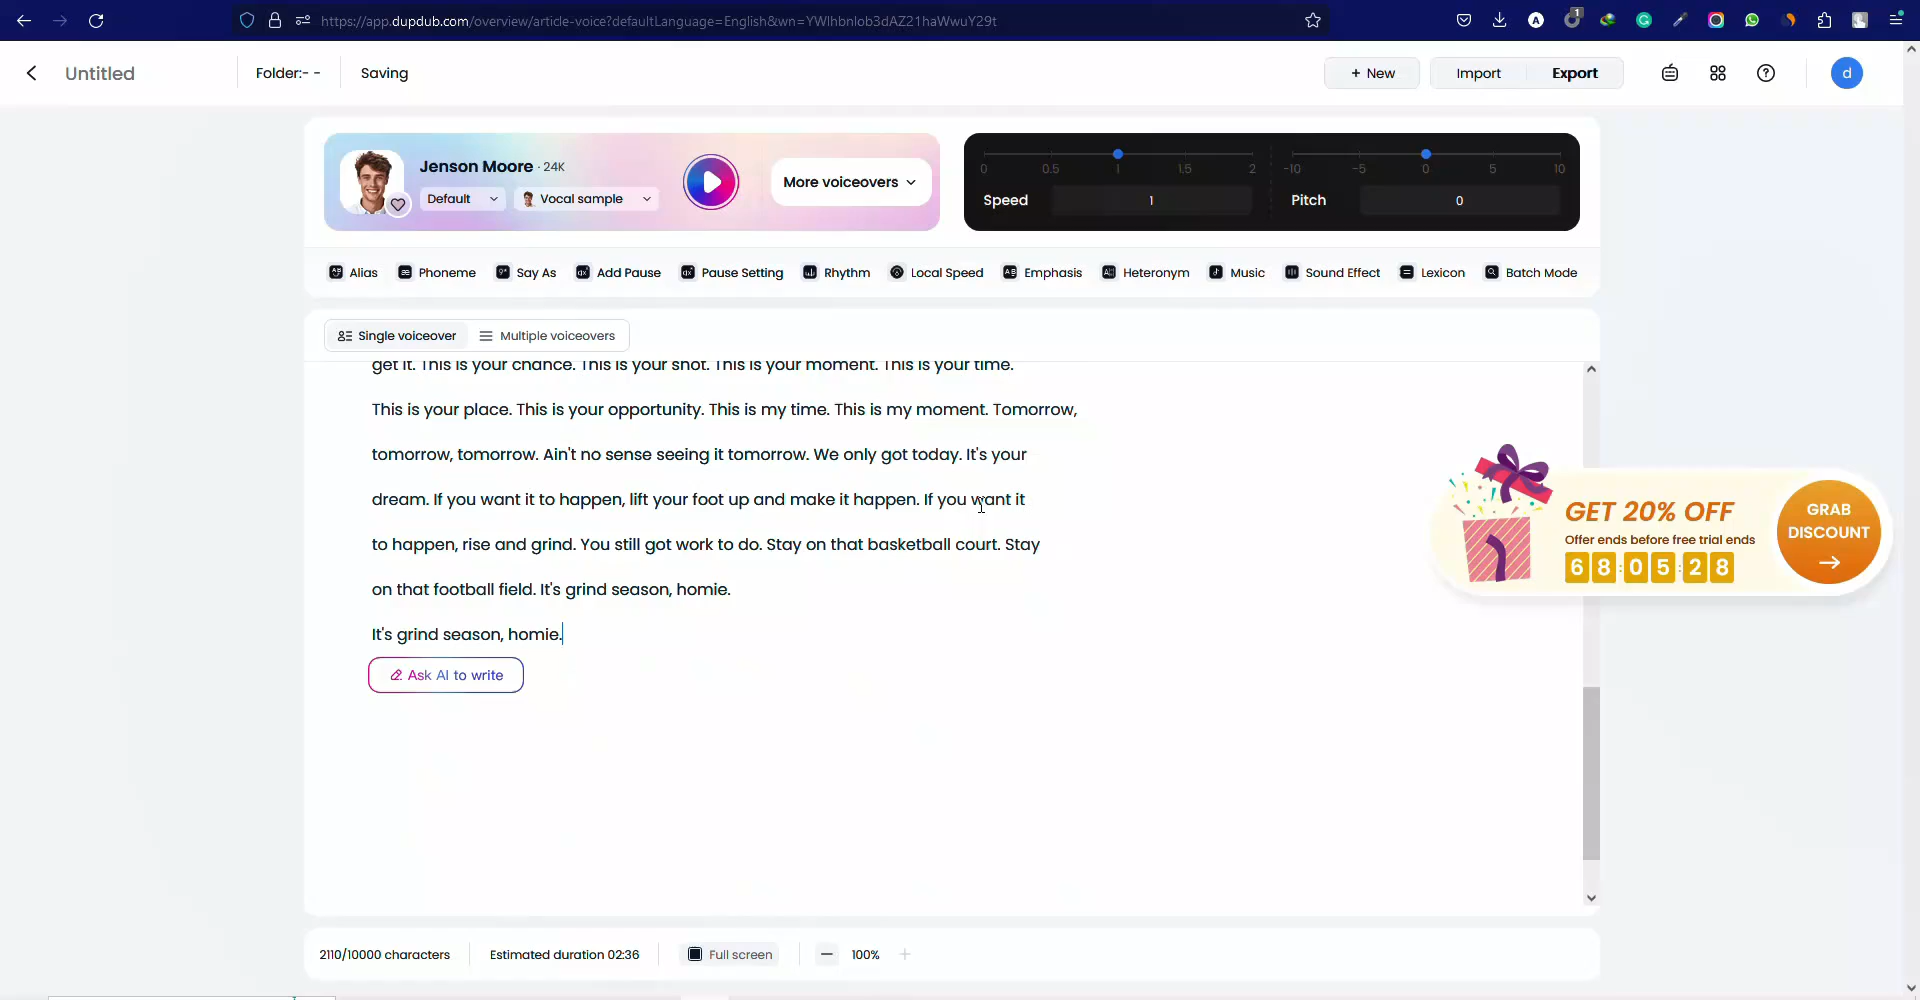 https://app.dupdub.com/overview/article-voice?defaultLanguage=English&wn=YWlhbnlob3dAZ21haWwuY29t
Untitled
Folder:- -
Saving
+ New
Import
Export
d
Jenson Moore · 24K
Default
Vocal sample
More voiceovers
0 0.5 1 1.5 2
Speed 1
-10 -5 0 5 10
Pitch 0
Alias
Phoneme
Say As
Add Pause
Pause Setting
Rhythm
Local Speed
Emphasis
Heteronym
Music
Sound Effect
Lexicon
Batch Mode
Single voiceover
Multiple voiceovers
get it. This is your chance. This is your shot. This is your moment. This is your time.
This is your place. This is your opportunity. This is my time. This is my moment. Tomorrow,
tomorrow, tomorrow. Ain't no sense seeing it tomorrow. We only got today. It's your
dream. If you want it to happen, lift your foot up and make it happen. If you want it
to happen, rise and grind. You still got work to do. Stay on that basketball court. Stay
on that football field. It's grind season, homie.
It's grind season, homie.
Ask AI to write
GET 20% OFF
Offer ends before free trial ends
68:05:28
GRAB
DISCOUNT
2110/10000 characters
Estimated duration 02:36
Full screen
100%